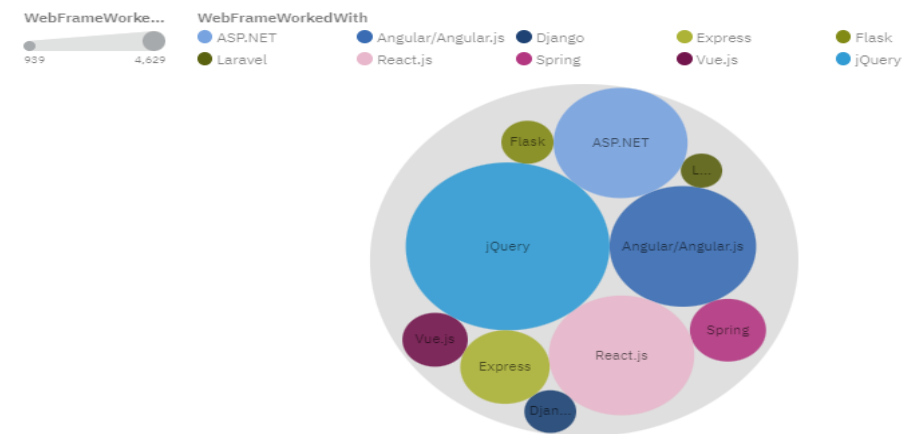 WebFrameWorke... WebFrameWorkedWith
ASP.NET Angular/Angular.js Django Express Flask
939 4,629 Laravel React.js Spring Vue.js jQuery
Flask ASP.NET
L...
jQuery Angular/Angular.js
Spring
Vue.js
React.js
Express
Djan...